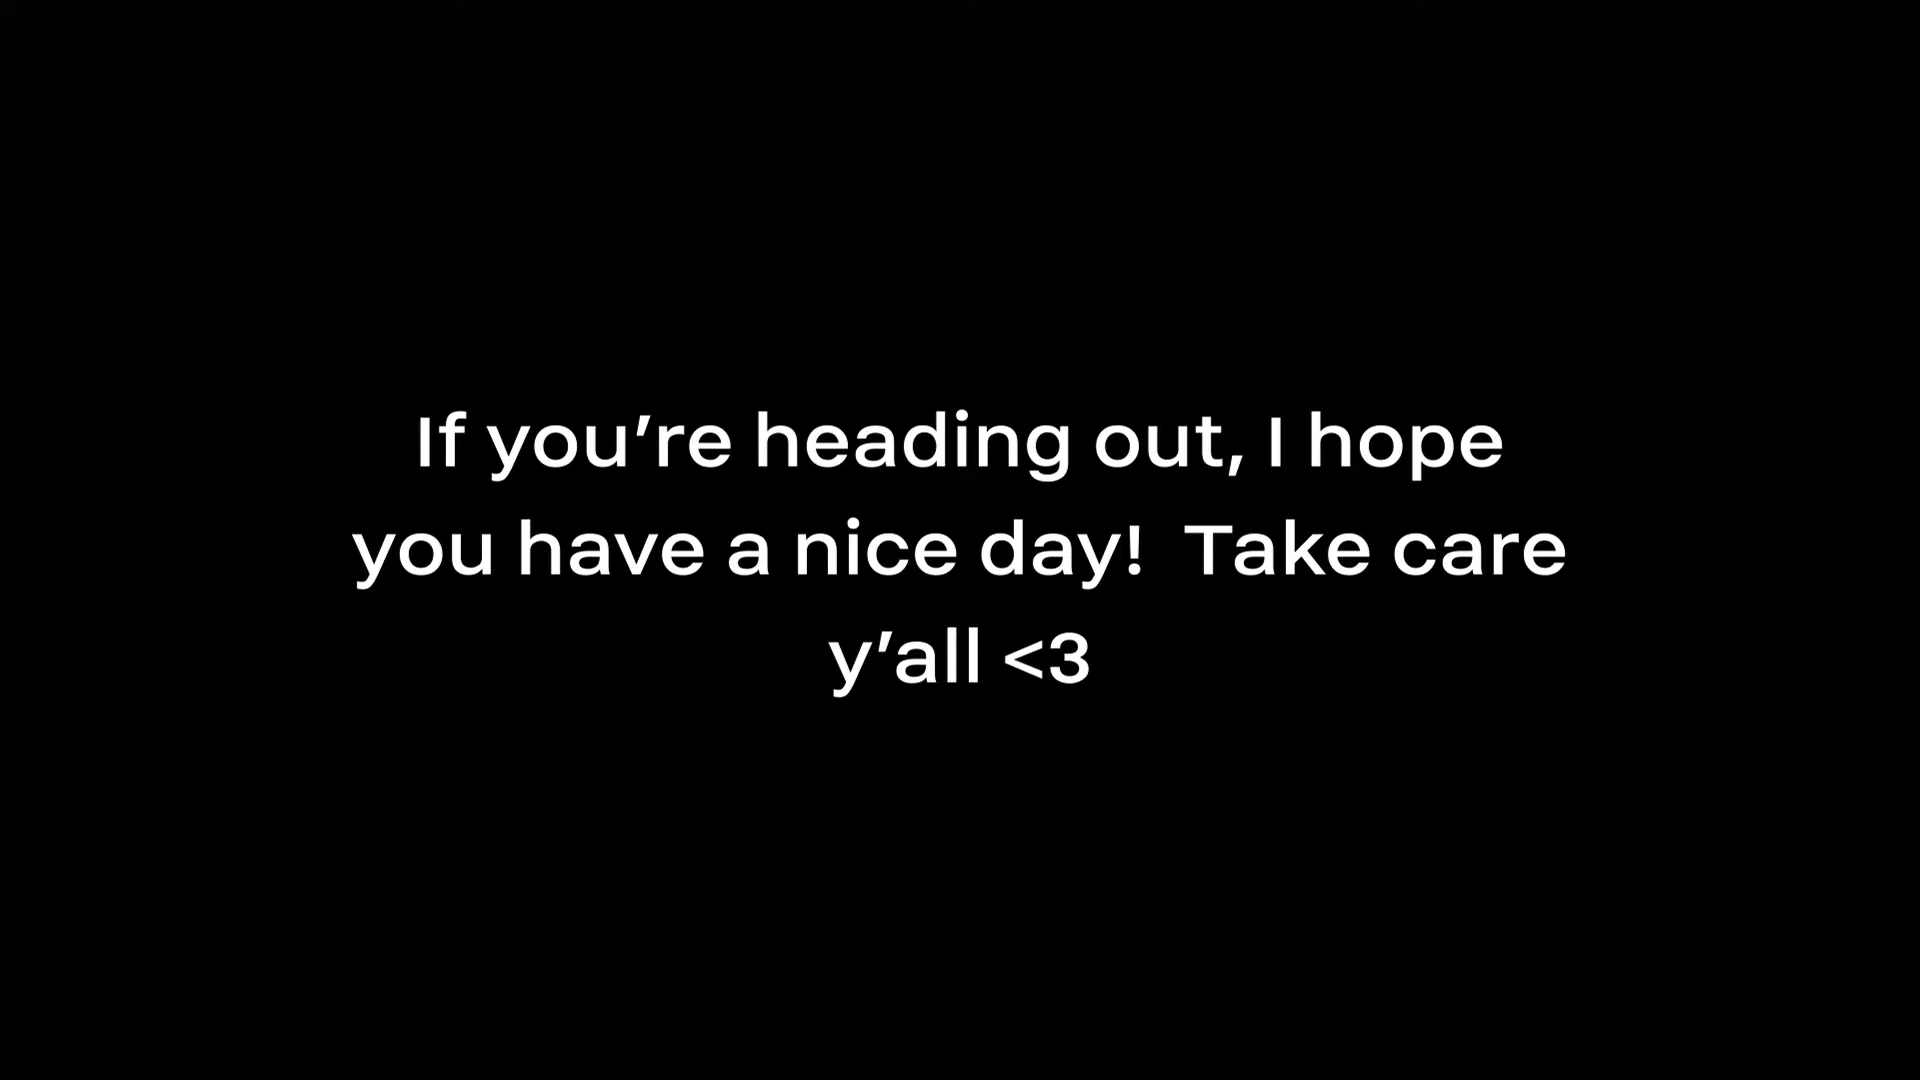 If you’re heading out, I hope
you have a nice day!  Take care
y’all <3